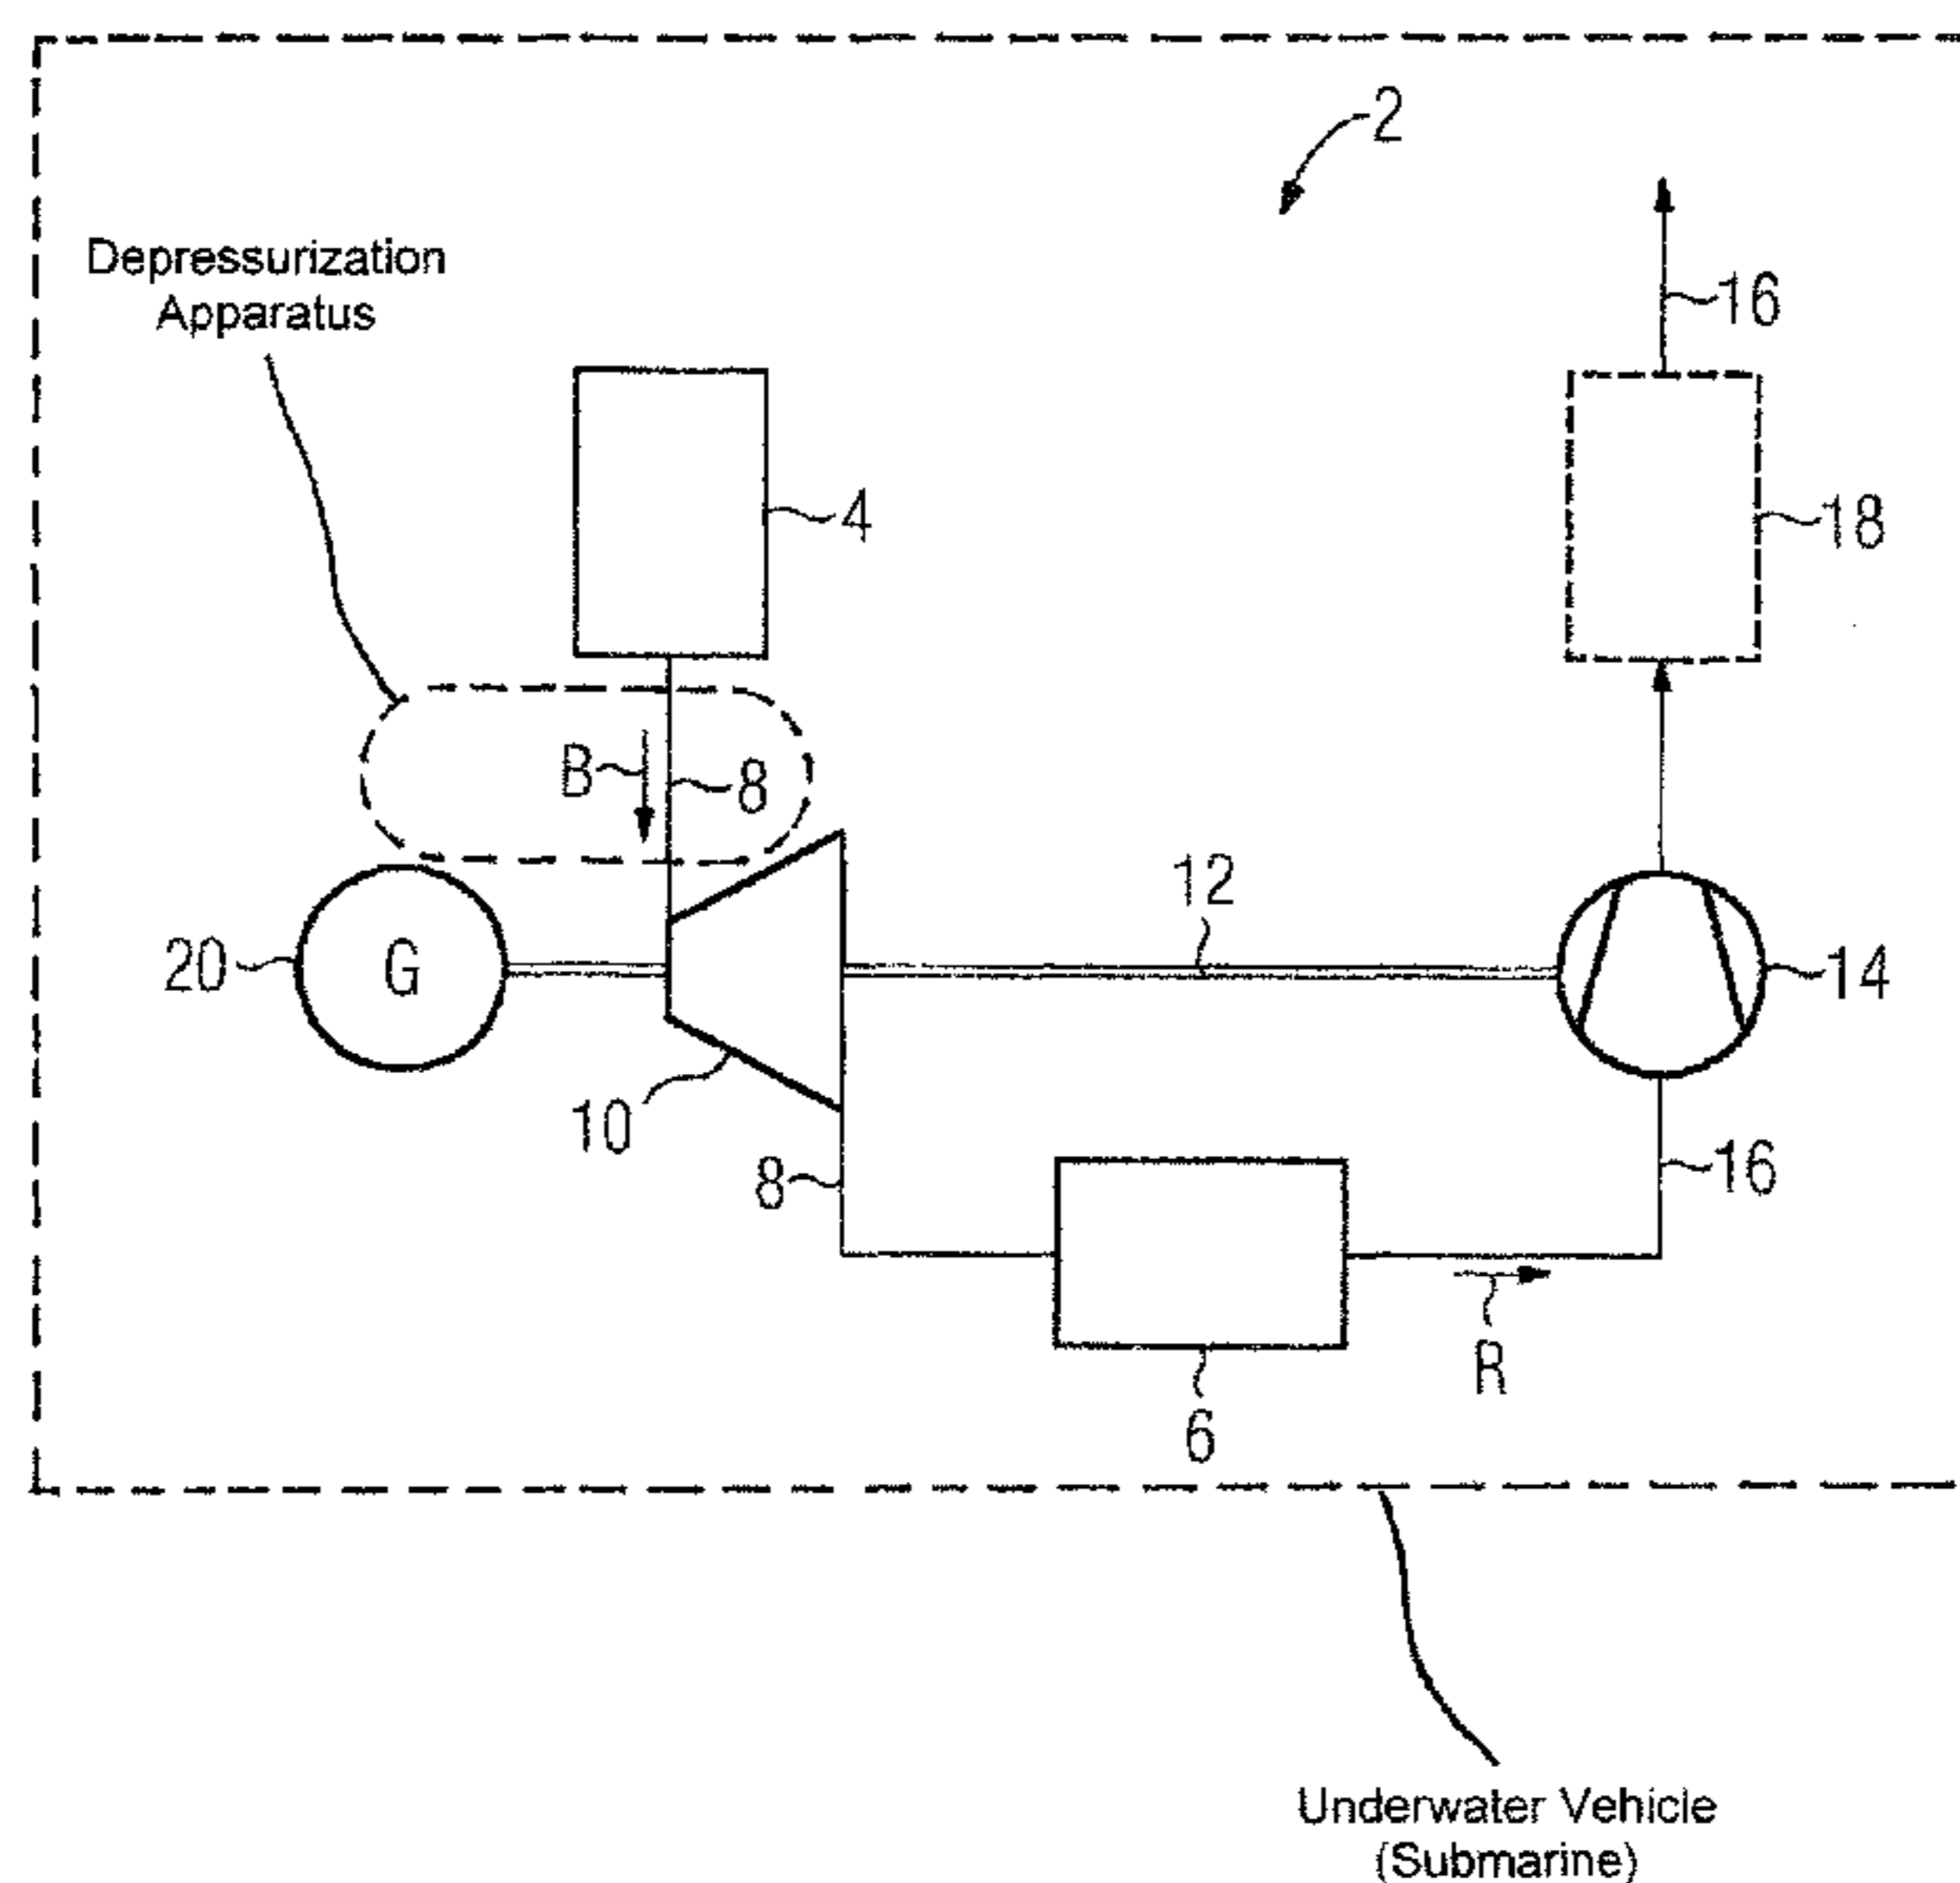 2
Depressurization
Apparatus
16
4
18
B
8
12
20
G
14
10
8
16
R
6
Underwater Vehicle
(Submarine)